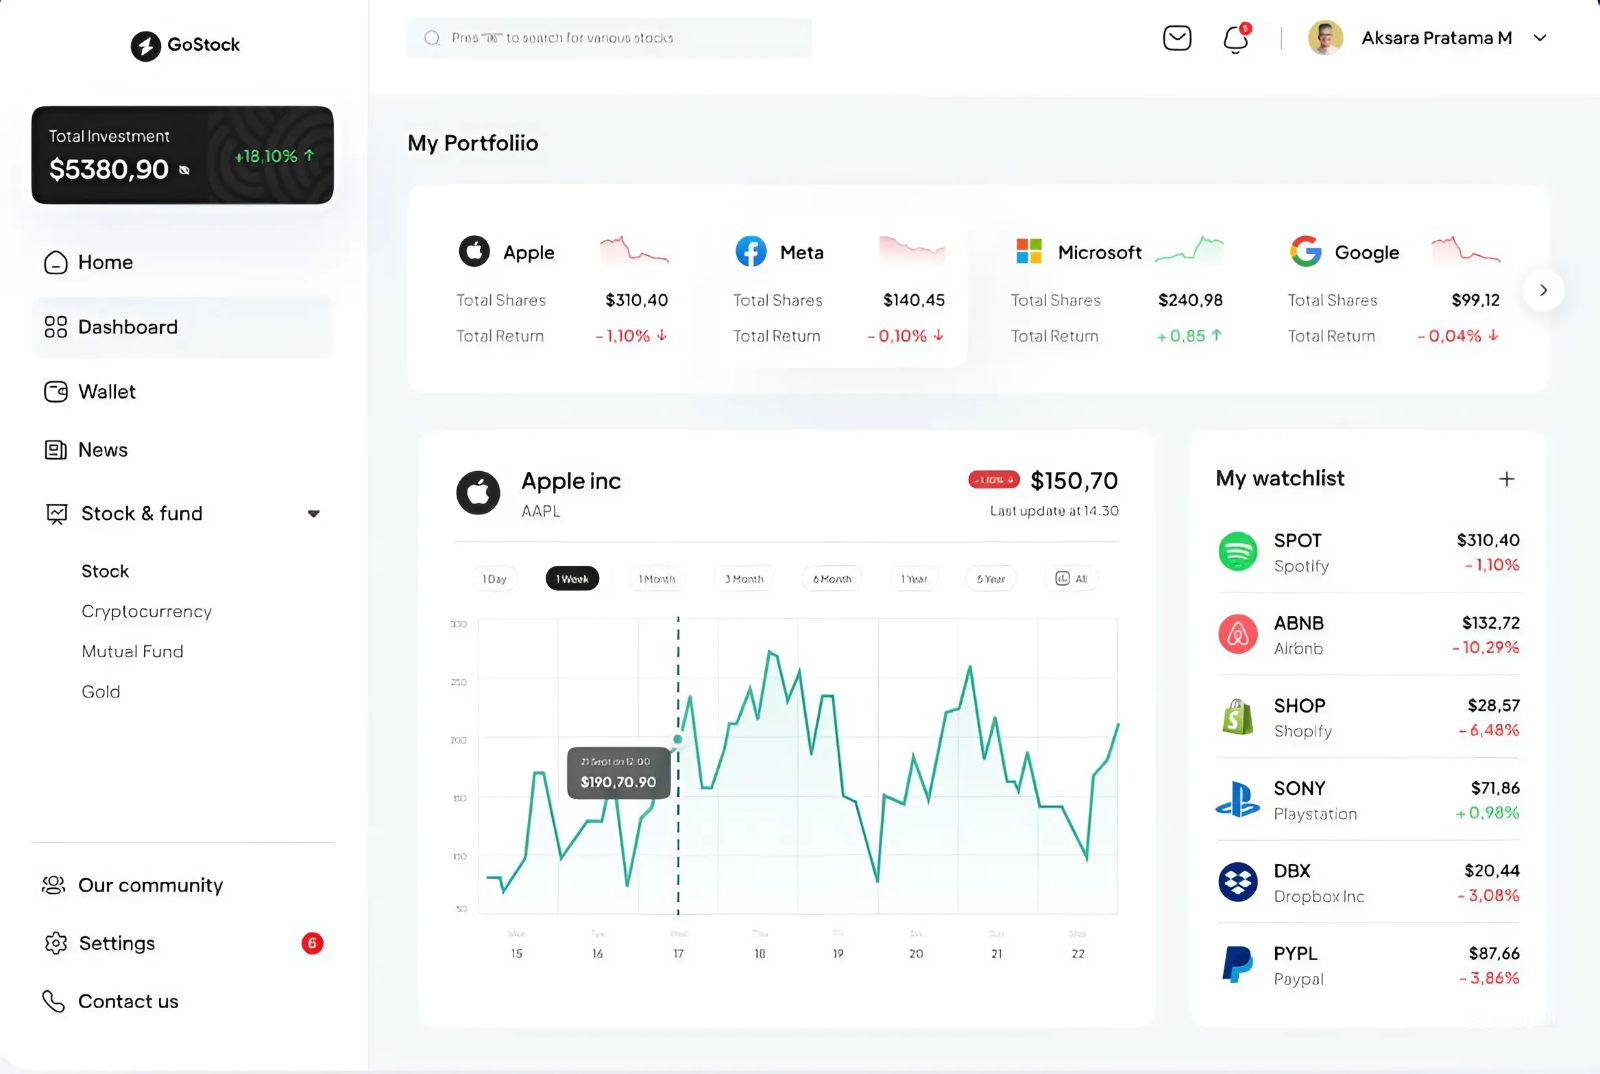 GoStock
to search for various stocks
Aksara Pratama M
Total Investment
$5380,90
+18,10% ↑
Home
Dashboard
Wallet
News
Stock & fund
Stock
Cryptocurrency
Mutual Fund
Gold
Our community
Settings
6
Contact us
My Portfoliio
Apple
Total Shares $310,40
Total Return -1,10% ↓
Meta
Total Shares $140,45
Total Return -0,10% ↓
Microsoft
Total Shares $240,98
Total Return +0,85 ↑
Google
Total Shares $99,12
Total Return -0,04% ↓
Apple inc
AAPL
-1,10% ↓ $150,70
Last update at 14.30
1 Day 1 Week 1 Month 3 Month 6 Month 1 Year 5 Year All
250
200
150
50
$190,70.90
15 16 17 18 19 20 21 22
My watchlist
SPOT $310,40
Spotify -1,10%
ABNB $132,72
Airbnb -10,29%
SHOP $28,57
Shopify -6,48%
SONY $71,86
Playstation +0,98%
DBX $20,44
Dropbox Inc -3,08%
PYPL $87,66
Paypal -3,86%